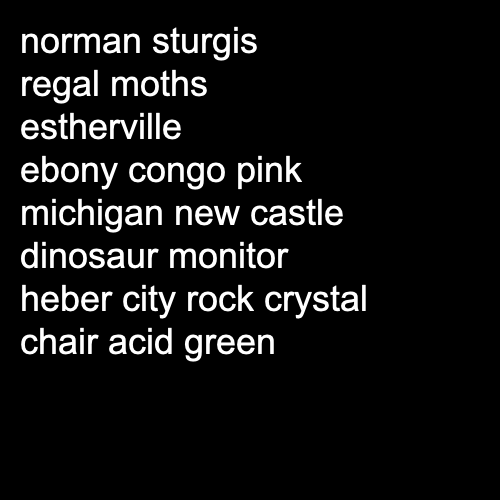 norman sturgis
regal moths
estherville
ebony congo pink
michigan new castle
dinosaur monitor
heber city rock crystal
chair acid green